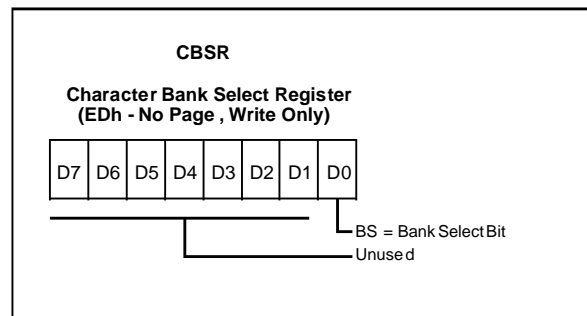 CBSR
Character Bank Select Register
(EDh - No Page , Write Only)
D7 D6 D5 D4 D3 D2 D1 D0
BS = Bank Select Bit
Unused